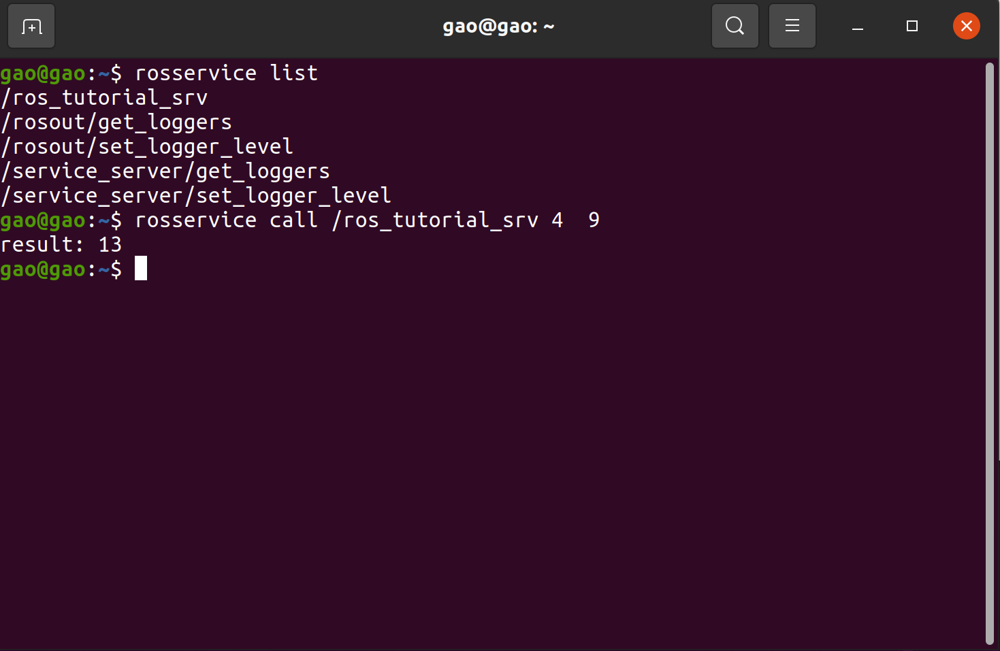 gao@gao: ~
gao@gao:~$ rosservice list
/ros_tutorial_srv
/rosout/get_loggers
/rosout/set_logger_level
/service_server/get_loggers
/service_server/set_logger_level
gao@gao:~$ rosservice call /ros_tutorial_srv 4  9
result: 13
gao@gao:~$